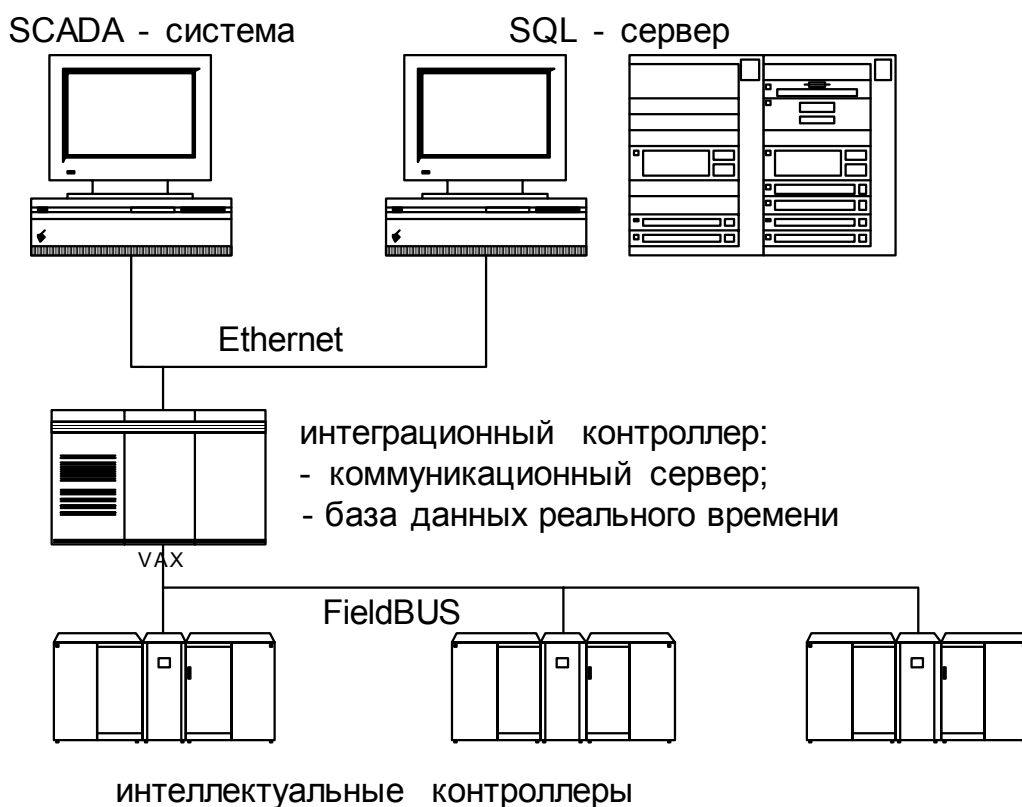 SCADA - система
SQL - сервер
Ethernet
интеграционный контроллер:
- коммуникационный сервер;
- база данных реального времени
VAX
FieldBUS
интеллектуальные контроллеры